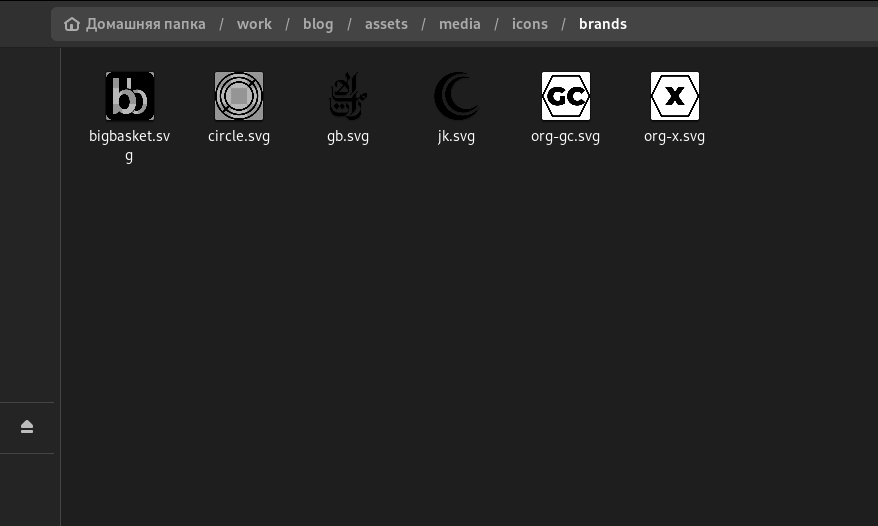 Домашняя папка / work / blog / assets / media / icons / brands
bb
GC
X
bigbasket.sv
g
circle.svg
gb.svg
jk.svg
org-gc.svg
org-x.svg